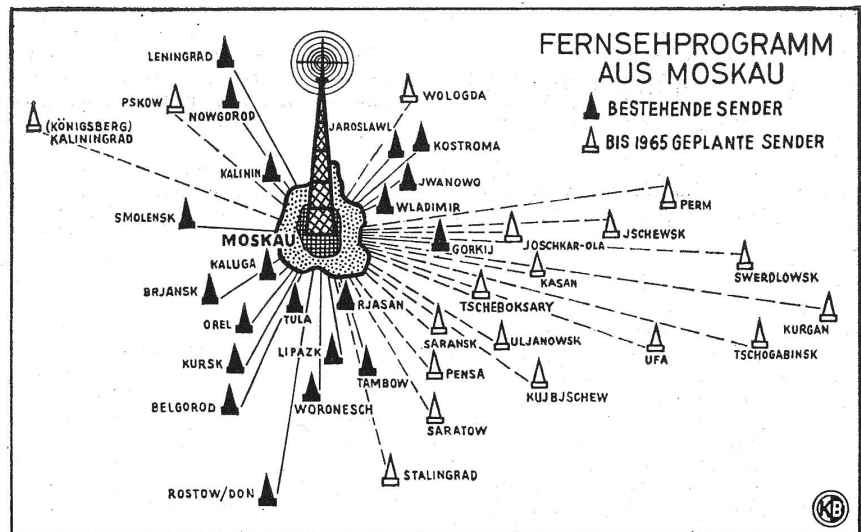 FERNSEHPROGRAMM
AUS MOSKAU
BESTEHENDE SENDER
BIS 1965 GEPLANTE SENDER
LENINGRAD
PSKOW
NOWGOROD
(KÖNIGSBERG)
KALININGRAD
KALININ
SMOLENSK
MOSKAU
KALUGA
BRJANSK
OREL
TULA
KURSK
BELGOROD
ROSTOW/DON
LIPAZK
WORONESCH
RJASAN
TAMBOW
STALINGRAD
SARATOW
PENSA
SARANSK
ULJANOWSK
KUJBJSCHEW
TSCHEBOKSARY
KASAN
UFA
TSCHOGABINSK
KURGAN
SWERDLOWSK
JOSCHKAR-OLA
JSCHEWSK
PERM
GORKIJ
WLADIMIR
JWANOWO
KOSTROMA
JAROSLAWL
WOLOGDA
KB